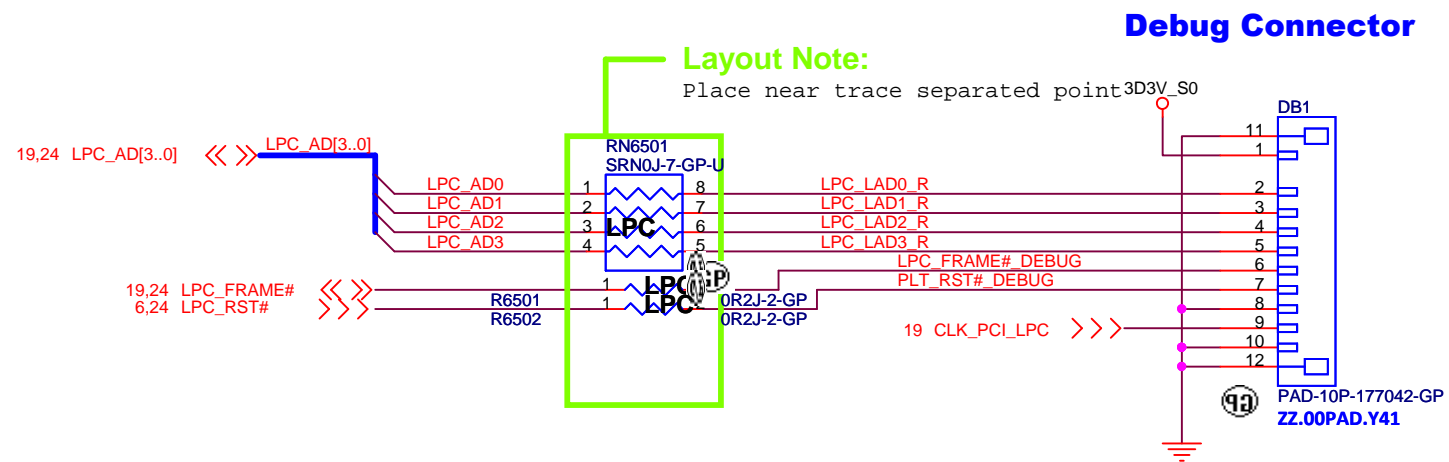 Debug Connector
Layout Note:
Place near trace separated point
3D3V_S0
DB1
19,24 LPC_AD[3..0]
LPC_AD[3..0]
RN6501
SRN0J-7-GP-U
11
1
LPC_AD0 1 8 LPC_LAD0_R 2
LPC_AD1 2 7 LPC_LAD1_R 3
LPC_AD2 3 LPC 6 LPC_LAD2_R 4
LPC_AD3 4 5 LPC_LAD3_R 5
LPC_FRAME#_DEBUG 6
19,24 LPC_FRAME# 1 LPC GP PLT_RST#_DEBUG 7
R6501 0R2J-2-GP
6,24 LPC_RST# 1 LPC 8
R6502 0R2J-2-GP
19 CLK_PCI_LPC 9
10
12
GP
PAD-10P-177042-GP
ZZ.00PAD.Y41